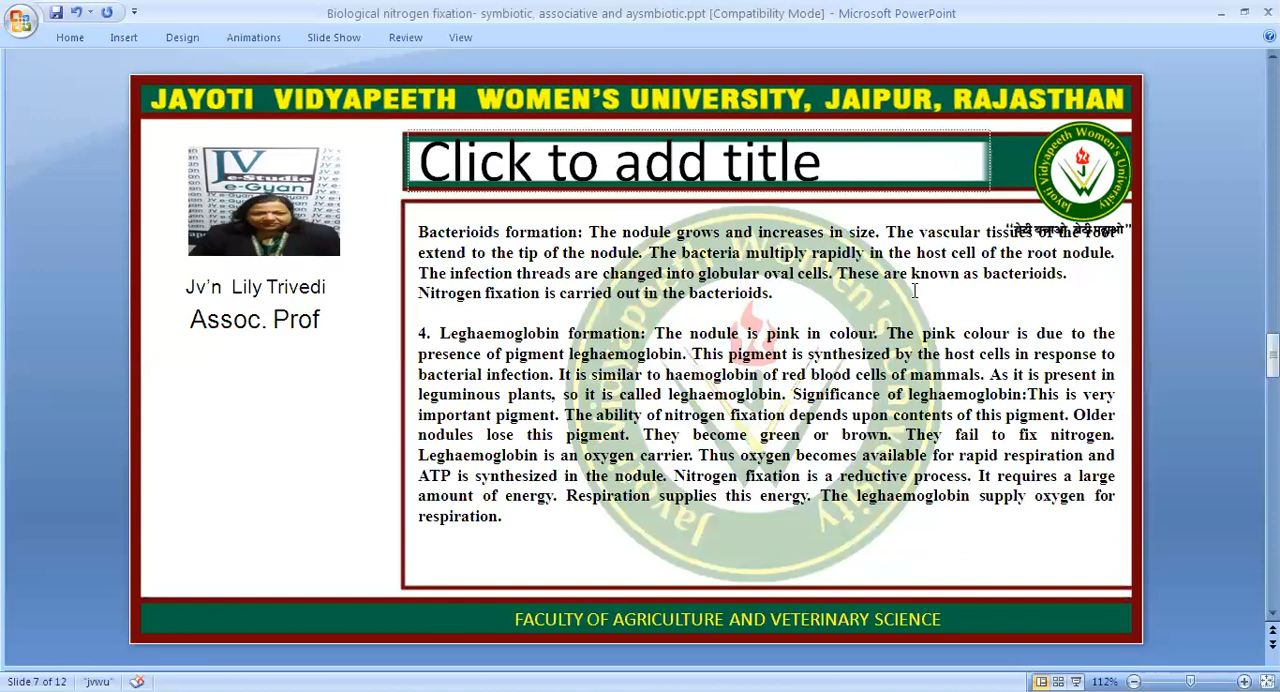 Biological nitrogen fixation- symbiotic, associative and aysmbiotic.ppt [Compatibility Mode] - Microsoft PowerPoint
Home Insert Design Animations Slide Show Review View
JAYOTI VIDYAPEETH WOMEN'S UNIVERSITY, JAIPUR, RAJASTHAN
JV
e-Studio
e-Gyan
Jv'n Lily Trivedi
Assoc. Prof
Click to add title
Jayoti Vidyapeeth Women's University
"बेटी बचाओ, बेटी पढ़ाओ"
Bacterioids formation: The nodule grows and increases in size. The vascular tissues of the root
extend to the tip of the nodule. The bacteria multiply rapidly in the host cell of the root nodule.
The infection threads are changed into globular oval cells. These are known as bacterioids.
Nitrogen fixation is carried out in the bacterioids.
4. Leghaemoglobin formation: The nodule is pink in colour. The pink colour is due to the
presence of pigment leghaemoglobin. This pigment is synthesized by the host cells in response to
bacterial infection. It is similar to haemoglobin of red blood cells of mammals. As it is present in
leguminous plants, so it is called leghaemoglobin. Significance of leghaemoglobin:This is very
important pigment. The ability of nitrogen fixation depends upon contents of this pigment. Older
nodules lose this pigment. They become green or brown. They fail to fix nitrogen.
Leghaemoglobin is an oxygen carrier. Thus oxygen becomes available for rapid respiration and
ATP is synthesized in the nodule. Nitrogen fixation is a reductive process. It requires a large
amount of energy. Respiration supplies this energy. The leghaemoglobin supply oxygen for
respiration.
FACULTY OF AGRICULTURE AND VETERINARY SCIENCE
Slide 7 of 12 "jvwu" 112%